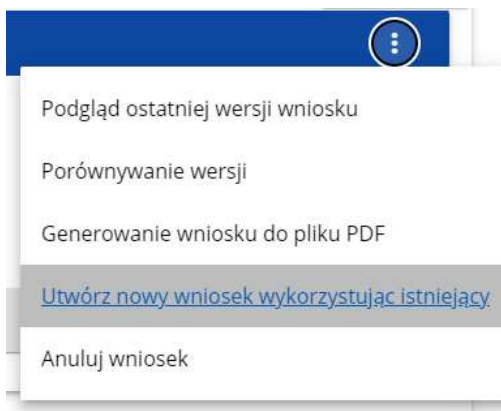 Podgląd ostatniej wersji wniosku
Porównywanie wersji
Generowanie wniosku do pliku PDF
Utwórz nowy wniosek wykorzystując istniejący
Anuluj wniosek